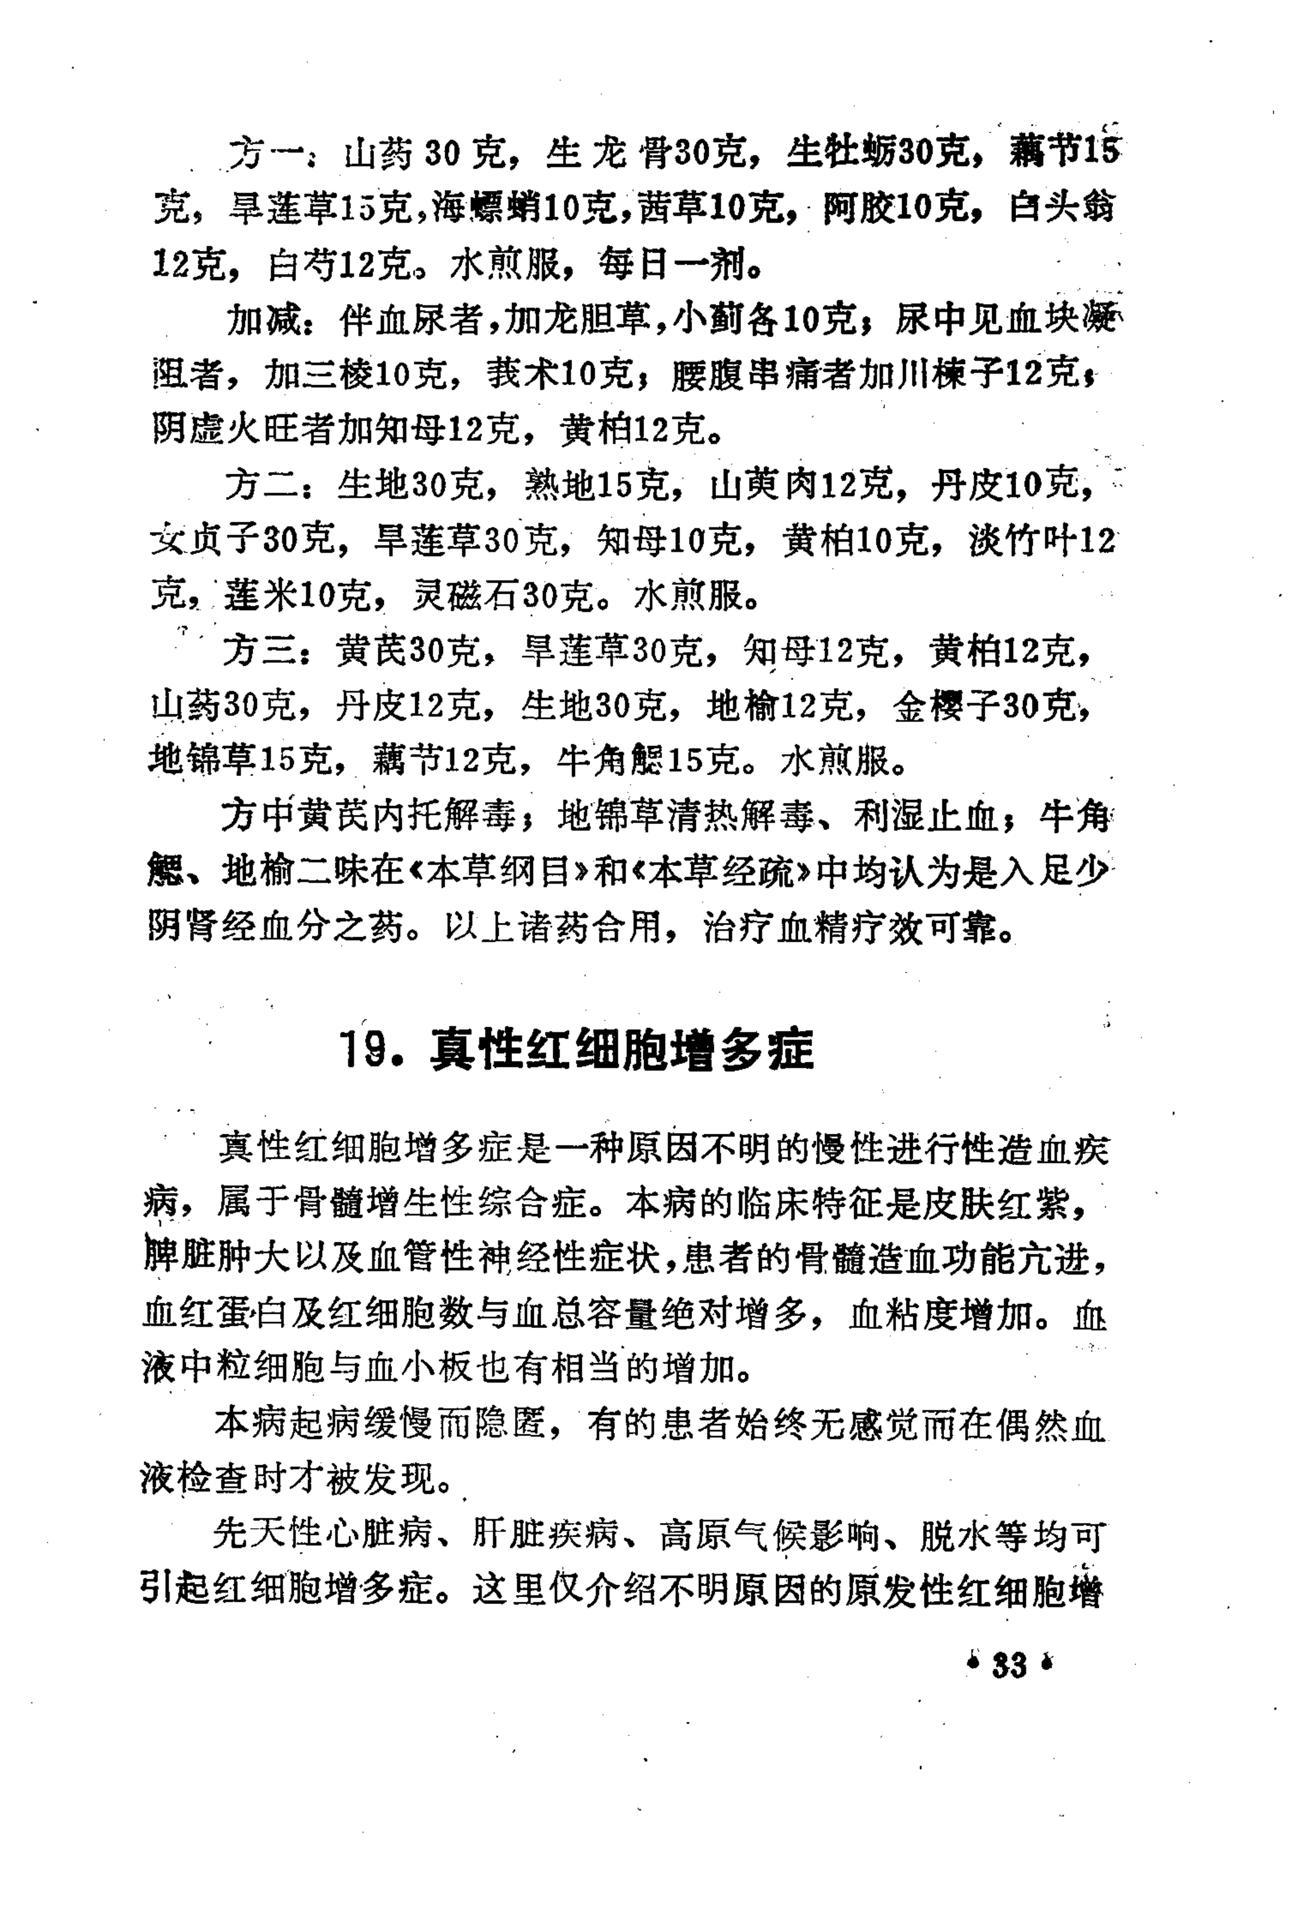 方一：山药30克，生龙骨30克，生牡蛎30克，藕节15
克，旱莲草15克，海螵蛸10克，茜草10克，阿胶10克，白头翁
12克，白芍12克。水煎服，每日一剂。
加减：伴血尿者，加龙胆草，小蓟各10克；尿中见血块凝
阻者，加三棱10克，莪术10克；腰腹串痛者加川楝子12克；
阴虚火旺者加知母12克，黄柏12克。
方二：生地30克，熟地15克，山萸肉12克，丹皮10克，
女贞子30克，旱莲草30克，知母10克，黄柏10克，淡竹叶12
克，莲米10克，灵磁石30克。水煎服。
方三：黄芪30克，旱莲草30克，知母12克，黄柏12克，
山药30克，丹皮12克，生地30克，地榆12克，金樱子30克，
地锦草15克，藕节12克，牛角鰓15克。水煎服。
方中黄芪内托解毒；地锦草清热解毒、利湿止血；牛角
鰓、地榆二味在《本草纲目》和《本草经疏》中均认为是入足少
阴肾经血分之药。以上诸药合用，治疗血精疗效可靠。
19．真性红细胞增多症
真性红细胞增多症是一种原因不明的慢性进行性造血疾
病，属于骨髓增生性综合症。本病的临床特征是皮肤红紫，
脾脏肿大以及血管性神经性症状，患者的骨髓造血功能亢进，
血红蛋白及红细胞数与血总容量绝对增多，血粘度增加。血
液中粒细胞与血小板也有相当的增加。
本病起病缓慢而隐匿，有的患者始终无感觉而在偶然血
液检查时才被发现。
先天性心脏病、肝脏疾病、高原气候影响、脱水等均可
引起红细胞增多症。这里仅介绍不明原因的原发性红细胞增
• 33 •